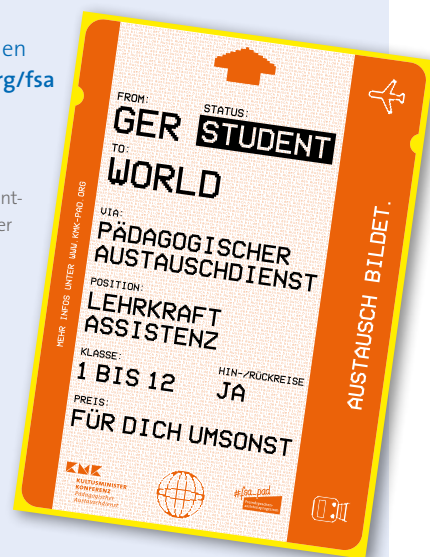 en
rg/fsa
nt-
er
FROM:
GER
STATUS:
STUDENT
TO:
WORLD
VIA:
PÄDAGOGISCHER
AUSTAUSCHDIENST
POSITION:
LEHRKRAFT
ASSISTENZ
KLASSE:
1 BIS 12
HIN-/RÜCKREISE
JA
PREIS:
FÜR DICH UMSONST
MEHR INFOS UNTER WWW.KMK-PAD.ORG
AUSTAUSCH BILDET.
KMK
KULTUSMINISTER
KONFERENZ
Pädagogischer
Austauschdienst
#fsa_pad